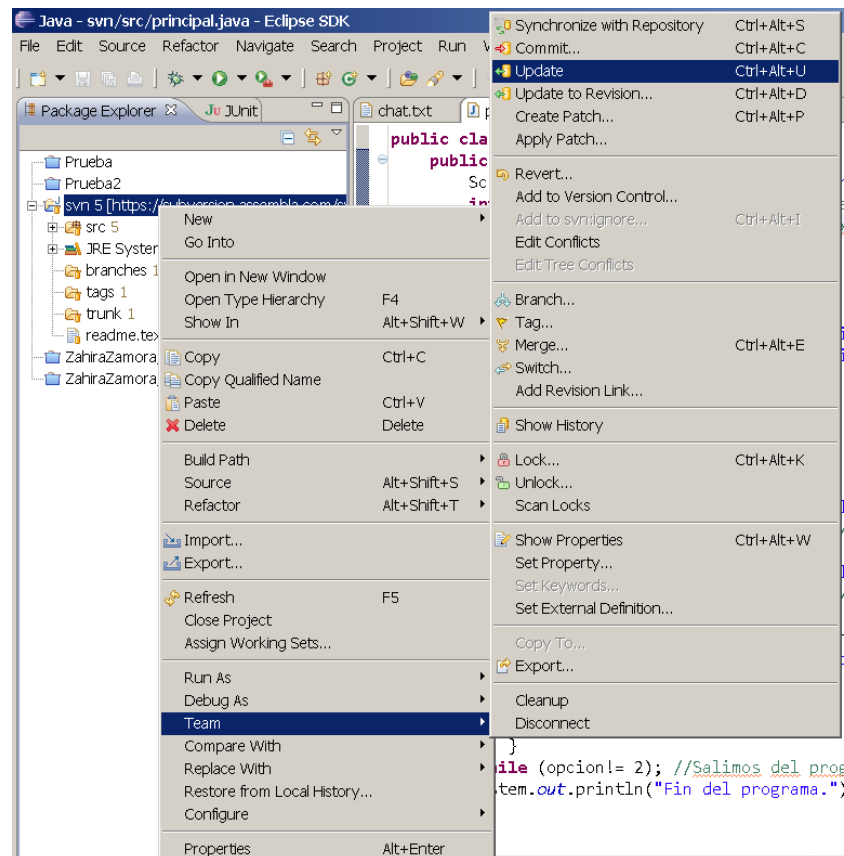 Java - svn/src/principal.java - Eclipse SDK
File Edit Source Refactor Navigate Search Project Run
Package Explorer Ju JUnit
chat.txt
Prueba
Prueba2
svn 5 [https://subversion.assembla.com/s
src 5
JRE System
branches 1
tags 1
trunk 1
readme.tex
ZahiraZamora
ZahiraZamora
public cla
public
Sc
in
New
Go Into
Open in New Window
Open Type Hierarchy F4
Show In Alt+Shift+W
Copy Ctrl+C
Copy Qualified Name
Paste Ctrl+V
Delete Delete
Build Path
Source Alt+Shift+S
Refactor Alt+Shift+T
Import...
Export...
Refresh F5
Close Project
Assign Working Sets...
Run As
Debug As
Team
Compare With
Replace With
Restore from Local History...
Configure
Properties Alt+Enter
Synchronize with Repository Ctrl+Alt+S
Commit... Ctrl+Alt+C
Update Ctrl+Alt+U
Update to Revision... Ctrl+Alt+D
Create Patch... Ctrl+Alt+P
Apply Patch...
Revert...
Add to Version Control...
Add to svn:ignore... Ctrl+Alt+I
Edit Conflicts
Edit Tree Conflicts
Branch...
Tag...
Merge... Ctrl+Alt+E
Switch...
Add Revision Link...
Show History
Lock... Ctrl+Alt+K
Unlock...
Scan Locks
Show Properties Ctrl+Alt+W
Set Property...
Set Keywords...
Set External Definition...
Copy To...
Export...
Cleanup
Disconnect
}
ile (opcion!= 2); //Salimos del prog
tem.out.println("Fin del programa.")